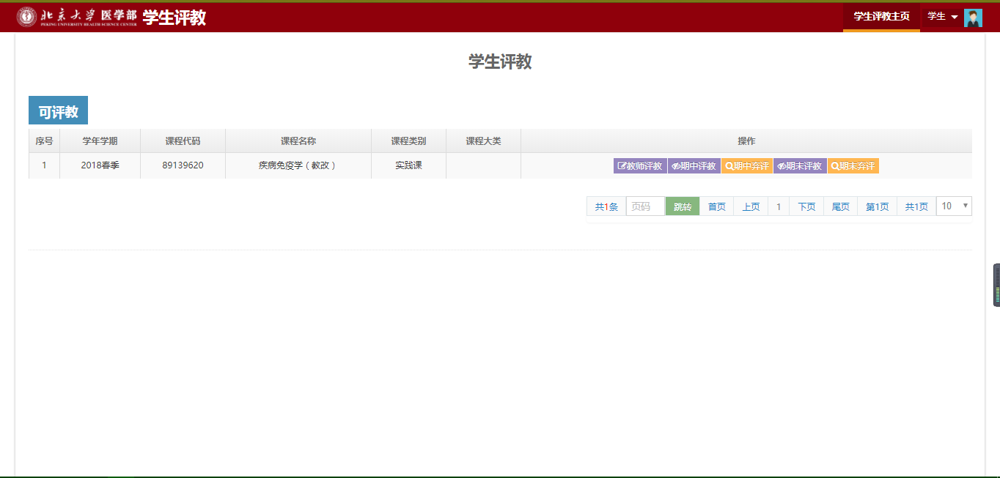 北京大学医学部 学生评教 学生评教主页 学生
PEKING UNIVERSITY HEALTH SCIENCE CENTER
学生评教
可评教
序号 学年学期 课程代码 课程名称 课程类别 课程大类 操作
1 2018春季 89139620 疾病免疫学（教改） 实践课 教师评教 期中评教 期中弃评 期末评教 期末弃评
共1条 页码 跳转 首页 上页 1 下页 尾页 第1页 共1页 10